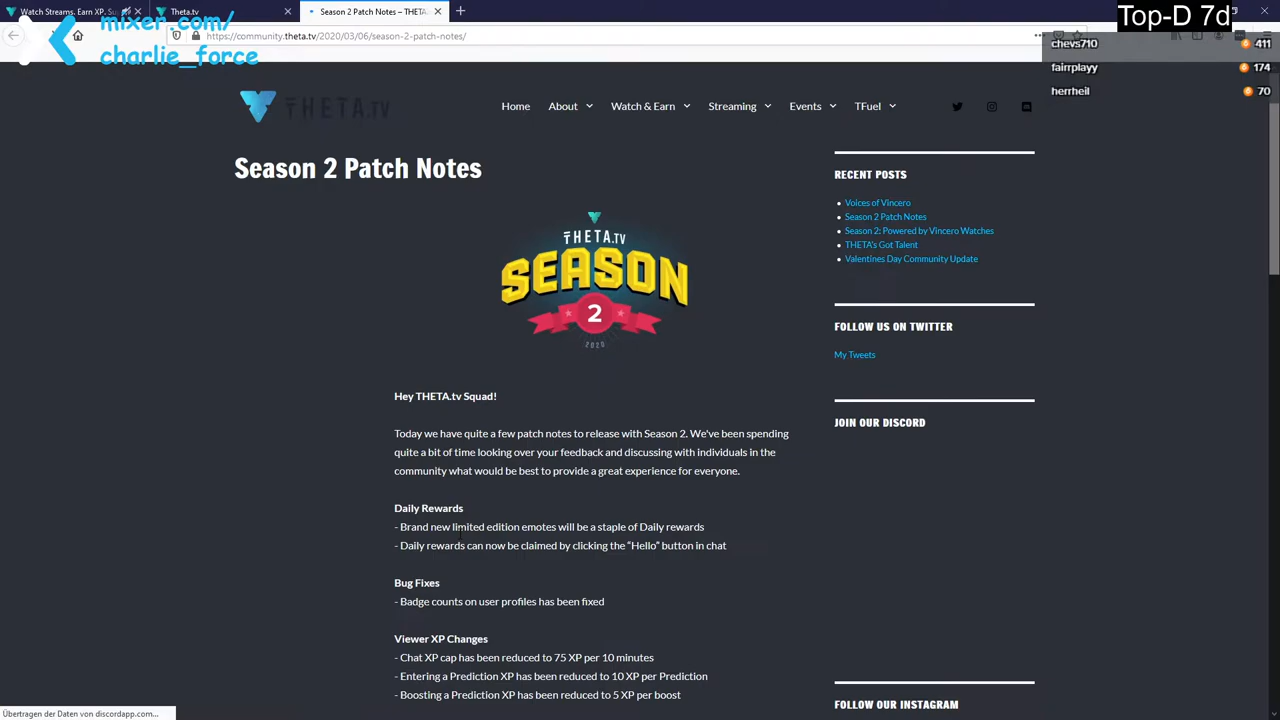 Watch Streams. Earn XP.
Theta.tv
Season 2 Patch Notes – THETA.
Top-D 7d
mixer.com/
charlie_force
https://community.theta.tv/2020/03/06/season-2-patch-notes/
chevs710 411
fairrplayy 174
herrheil 70
THETA.TV
Home About Watch & Earn Streaming Events TFuel
Season 2 Patch Notes
THETA.TV
SEASON
2
2020
Hey THETA.tv Squad!
Today we have quite a few patch notes to release with Season 2. We've been spending
quite a bit of time looking over your feedback and discussing with individuals in the
community what would be best to provide a great experience for everyone.
Daily Rewards
- Brand new limited edition emotes will be a staple of Daily rewards
- Daily rewards can now be claimed by clicking the “Hello” button in chat
Bug Fixes
- Badge counts on user profiles has been fixed
Viewer XP Changes
- Chat XP cap has been reduced to 75 XP per 10 minutes
- Entering a Prediction XP has been reduced to 10 XP per Prediction
- Boosting a Prediction XP has been reduced to 5 XP per boost
RECENT POSTS
Voices of Vincero
Season 2 Patch Notes
Season 2: Powered by Vincero Watches
THETA's Got Talent
Valentines Day Community Update
FOLLOW US ON TWITTER
My Tweets
JOIN OUR DISCORD
FOLLOW OUR INSTAGRAM
Übertragen der Daten von discordapp.com...